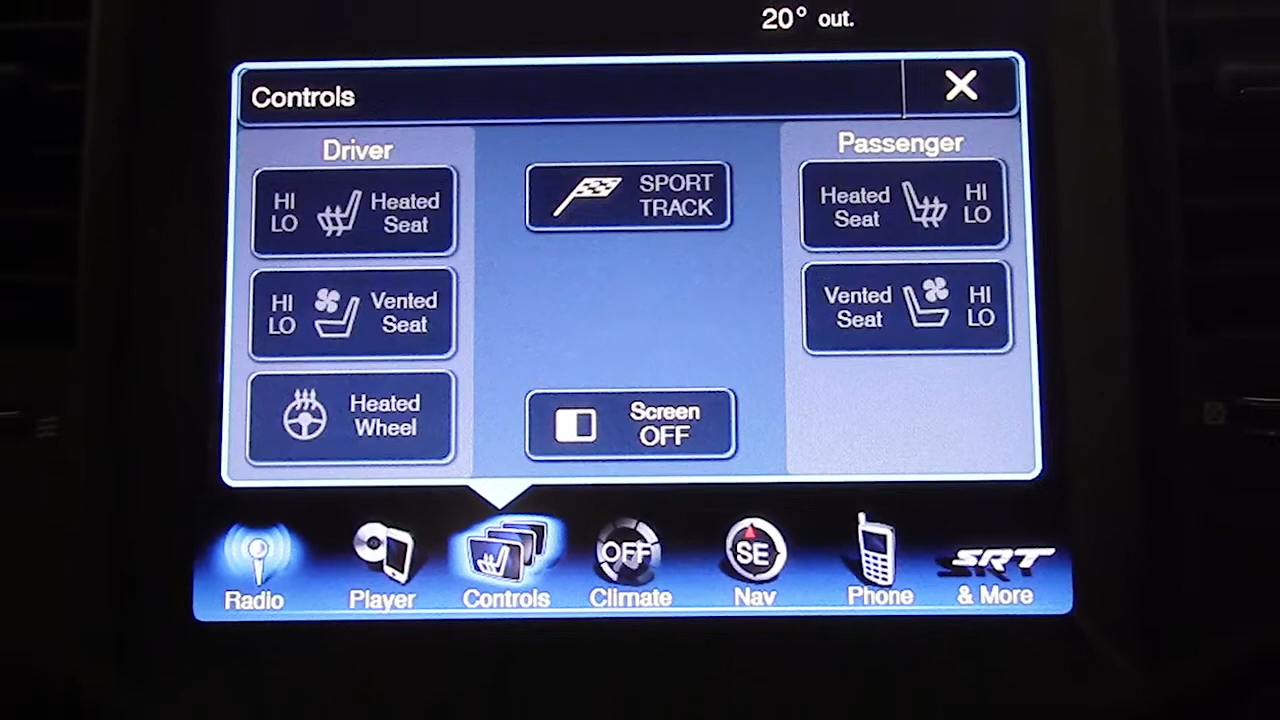 20° out.
Controls
X
Driver
HI
LO
Heated
Seat
HI
LO
Vented
Seat
Heated
Wheel
SPORT
TRACK
Screen
OFF
Passenger
Heated
Seat
HI
LO
Vented
Seat
HI
LO
Radio
Player
Controls
OFF
Climate
SE
Nav
Phone
SRT
& More